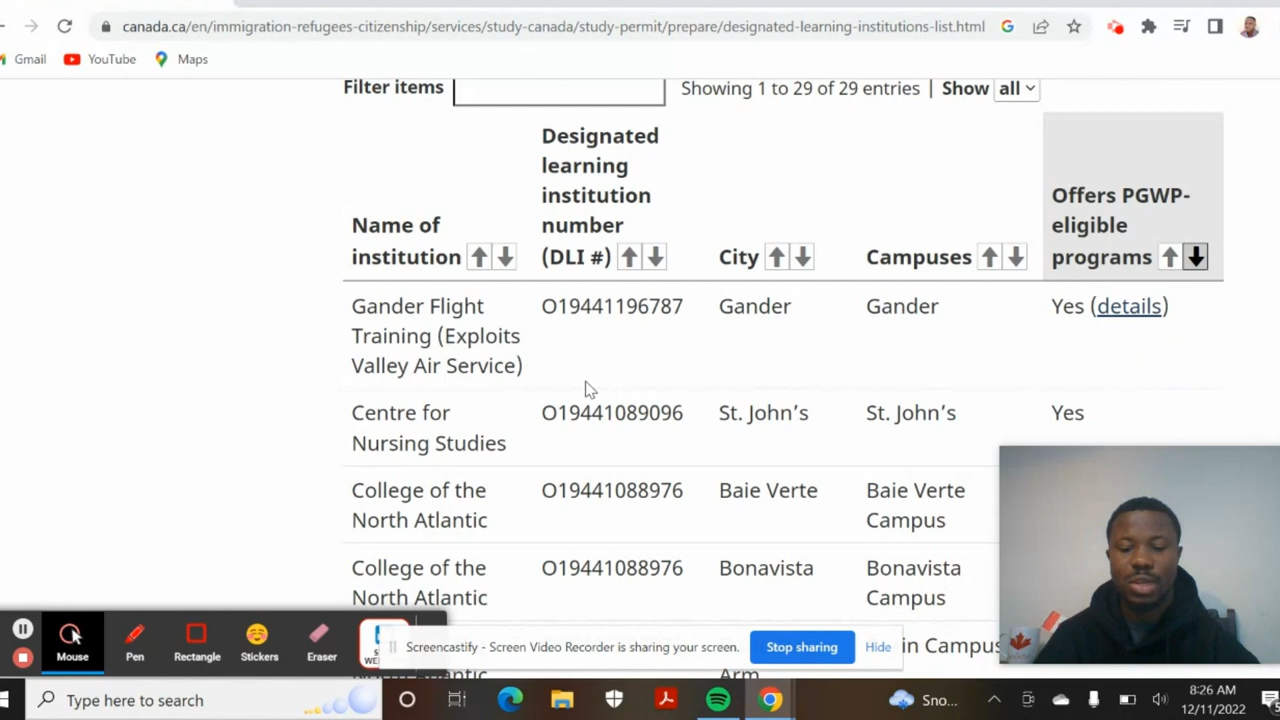 canada.ca/en/immigration-refugees-citizenship/services/study-canada/study-permit/prepare/designated-learning-institutions-list.html
Gmail YouTube Maps
Filter items Showing 1 to 29 of 29 entries | Show all
Name of institution
Designated learning institution number (DLI #)
City
Campuses
Offers PGWP-eligible programs
Gander Flight Training (Exploits Valley Air Service) O19441196787 Gander Gander Yes (details)
Centre for Nursing Studies O19441089096 St. John's St. John's Yes
College of the North Atlantic O19441088976 Baie Verte Baie Verte Campus
College of the North Atlantic O19441088976 Bonavista Bonavista Campus
in Campus
Mouse Pen Rectangle Stickers Eraser
Screencastify - Screen Video Recorder is sharing your screen. Stop sharing Hide
Type here to search
Sno...
8:26 AM
12/11/2022